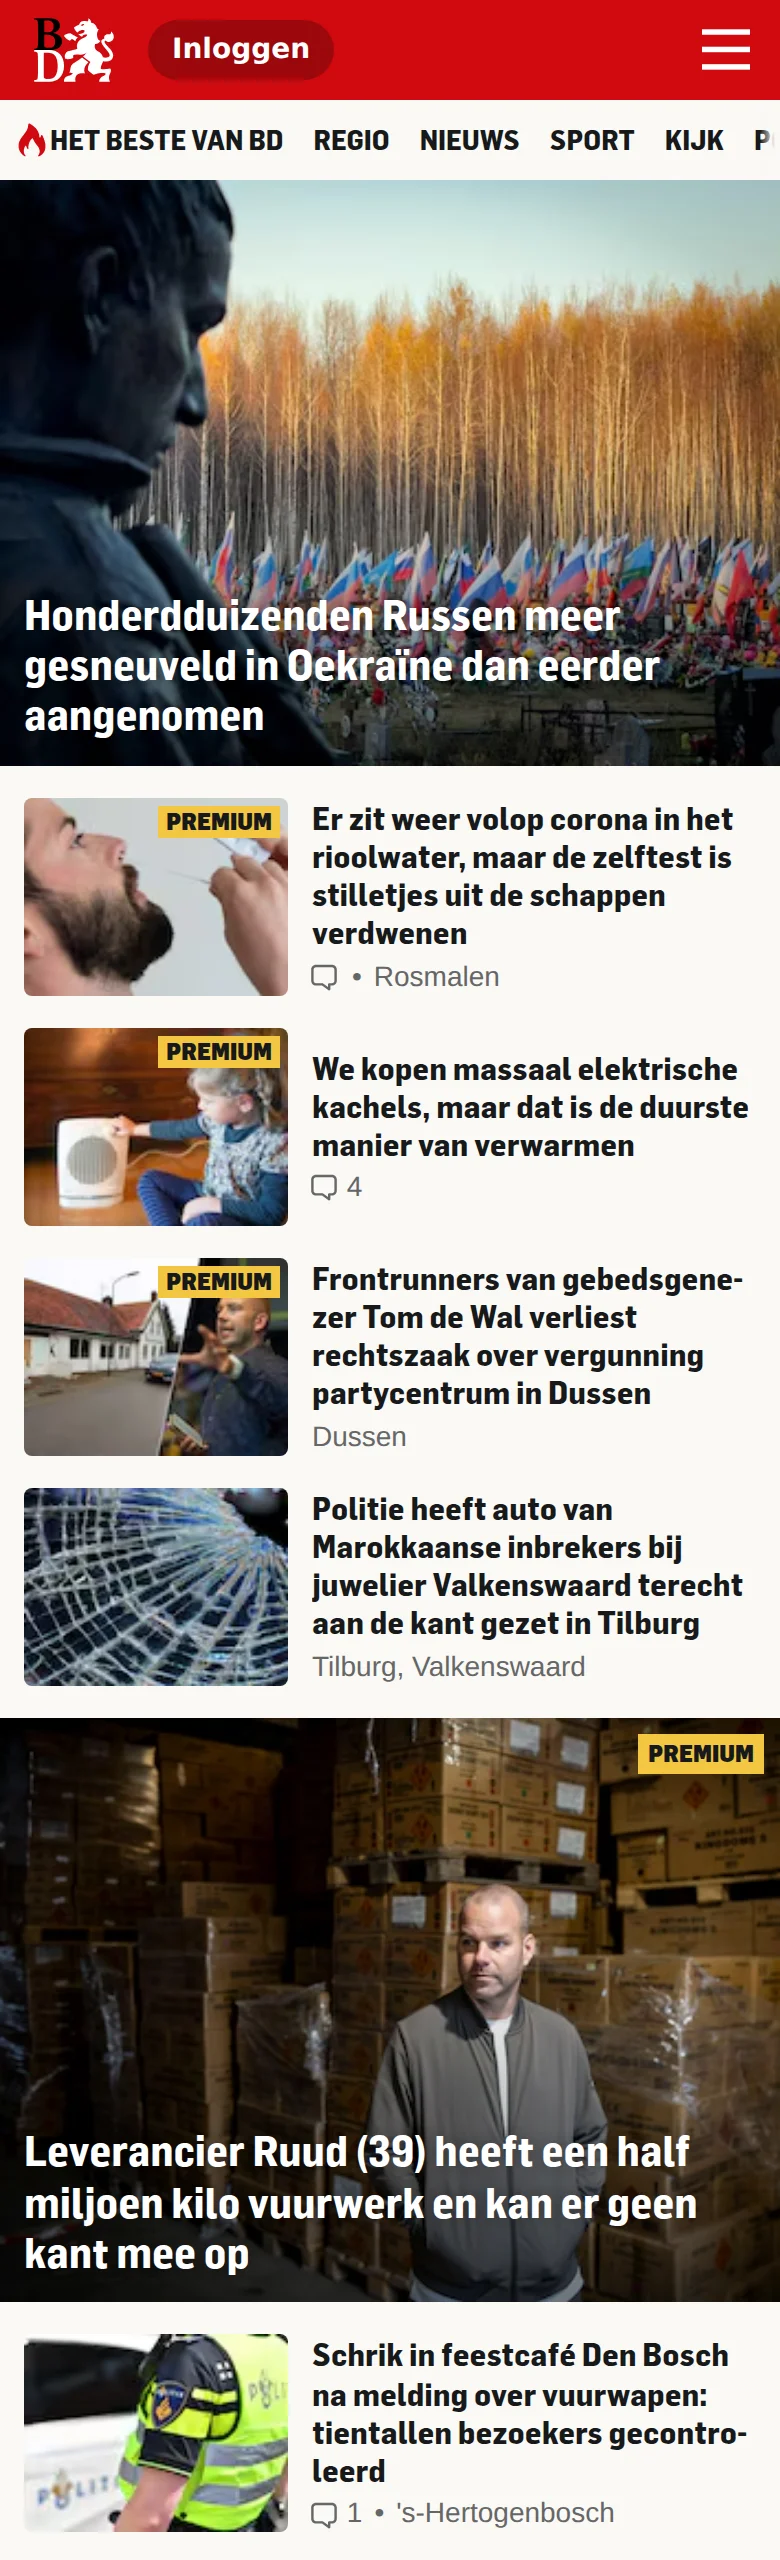 BD
Inloggen
HET BESTE VAN BD REGIO NIEUWS SPORT KIJK
Honderdduizenden Russen meer
gesneuveld in Oekraïne dan eerder
aangenomen
PREMIUM
Er zit weer volop corona in het
rioolwater, maar de zelftest is
stilletjes uit de schappen
verdwenen
• Rosmalen
PREMIUM
We kopen massaal elektrische
kachels, maar dat is de duurste
manier van verwarmen
4
PREMIUM
Frontrunners van gebedsgene-
zer Tom de Wal verliest
rechtszaak over vergunning
partycentrum in Dussen
Dussen
Politie heeft auto van
Marokkaanse inbrekers bij
juwelier Valkenswaard terecht
aan de kant gezet in Tilburg
Tilburg, Valkenswaard
PREMIUM
Leverancier Ruud (39) heeft een half
miljoen kilo vuurwerk en kan er geen
kant mee op
Schrik in feestcafé Den Bosch
na melding over vuurwapen:
tientallen bezoekers gecontro-
leerd
1 • 's-Hertogenbosch